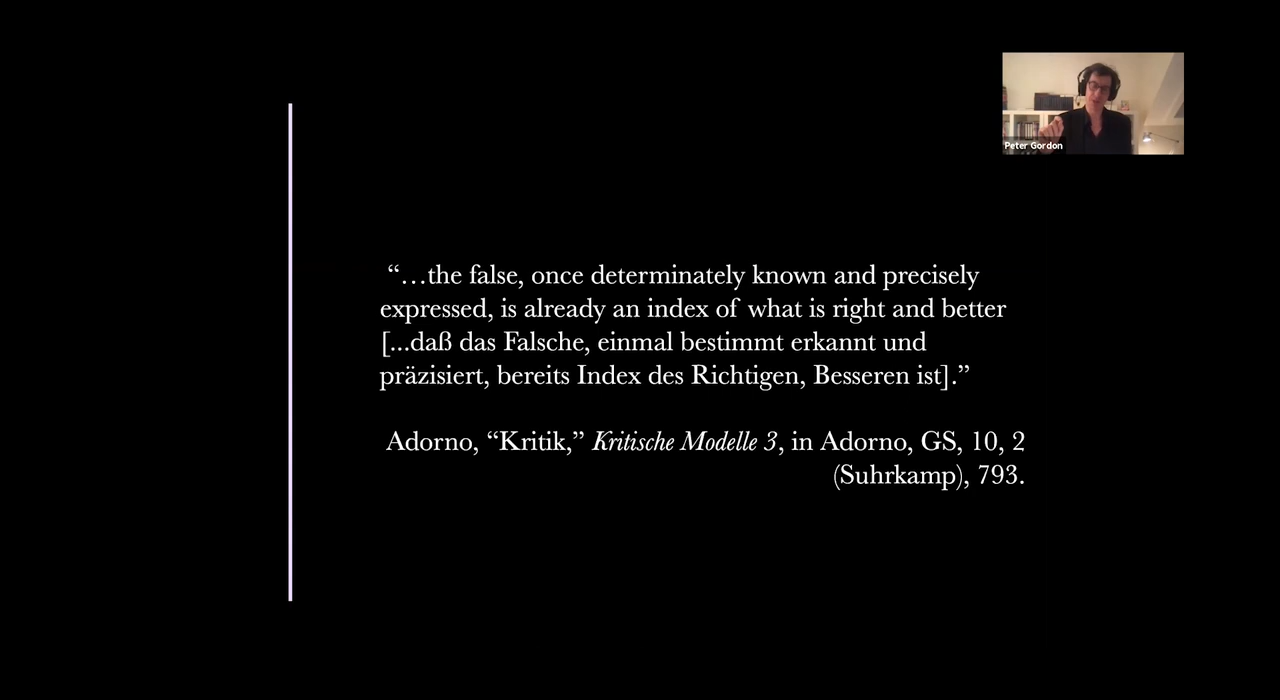 Peter Gordon
“…the false, once determinately known and precisely
expressed, is already an index of what is right and better
[...daß das Falsche, einmal bestimmt erkannt und
präzisiert, bereits Index des Richtigen, Besseren ist].”
Adorno, “Kritik,” Kritische Modelle 3, in Adorno, GS, 10, 2
(Suhrkamp), 793.